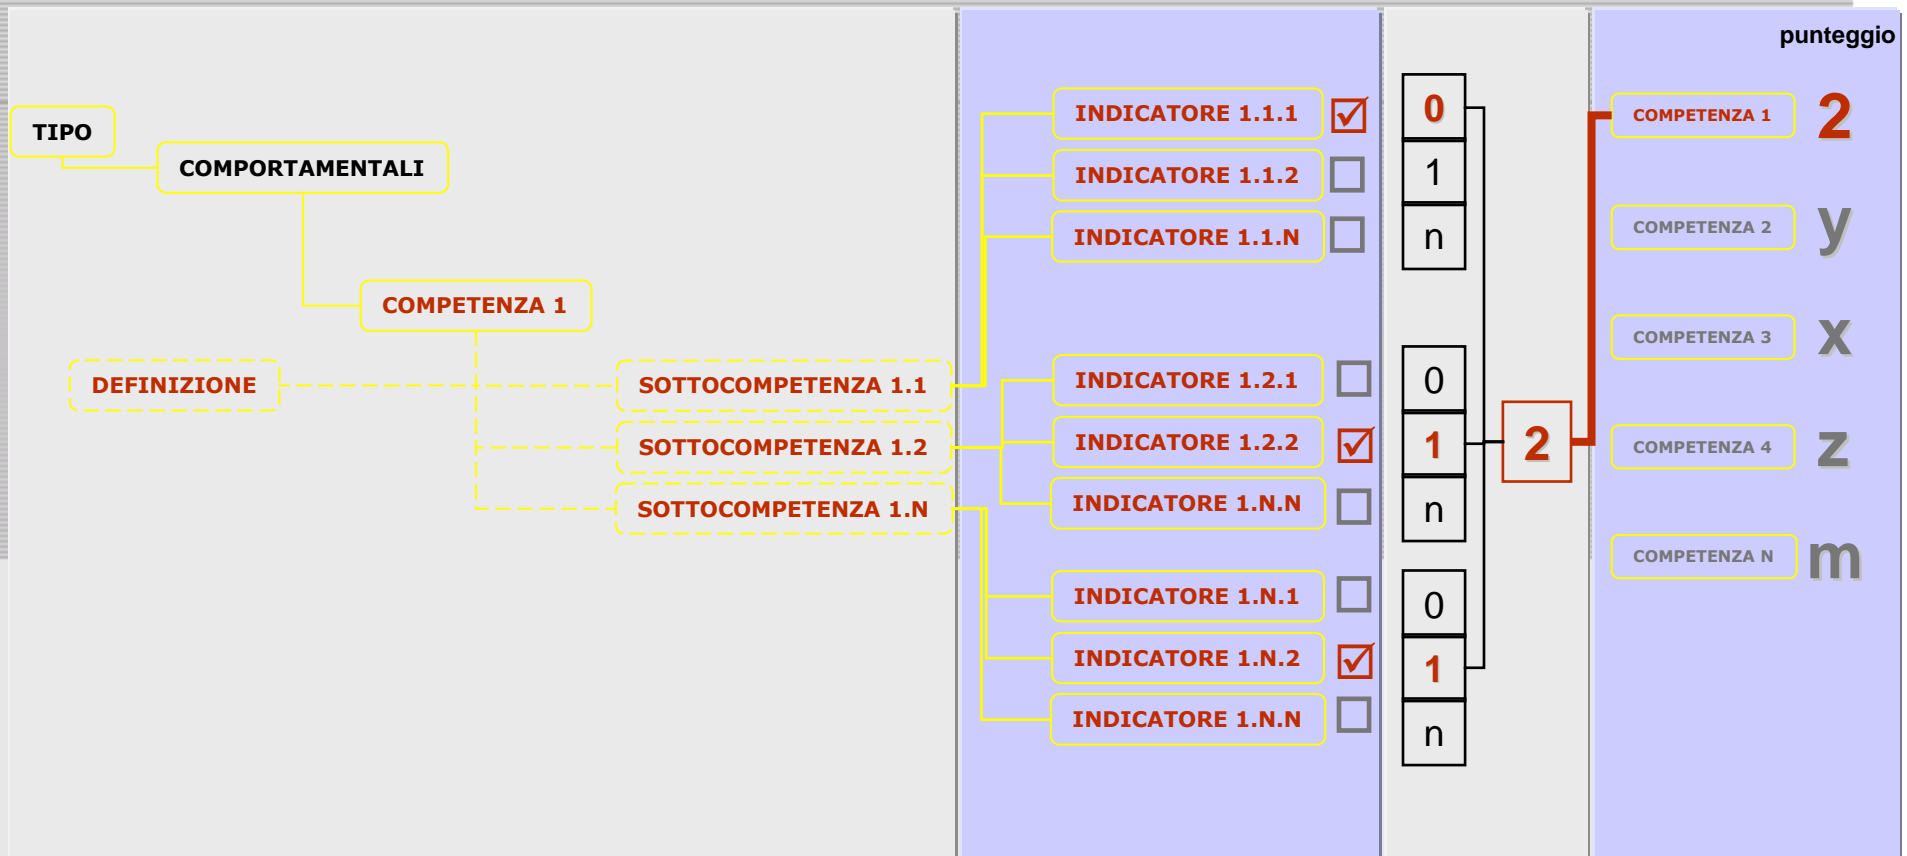 punteggio
TIPO
COMPORTAMENTALI
COMPETENZA 1
DEFINIZIONE
SOTTOCOMPETENZA 1.1
SOTTOCOMPETENZA 1.2
SOTTOCOMPETENZA 1.N
INDICATORE 1.1.1
INDICATORE 1.1.2
INDICATORE 1.1.N
INDICATORE 1.2.1
INDICATORE 1.2.2
INDICATORE 1.N.N
INDICATORE 1.N.1
INDICATORE 1.N.2
INDICATORE 1.N.N
0
1
n
0
1
n
0
1
n
2
COMPETENZA 1 2
COMPETENZA 2 y
COMPETENZA 3 x
COMPETENZA 4 z
COMPETENZA N m